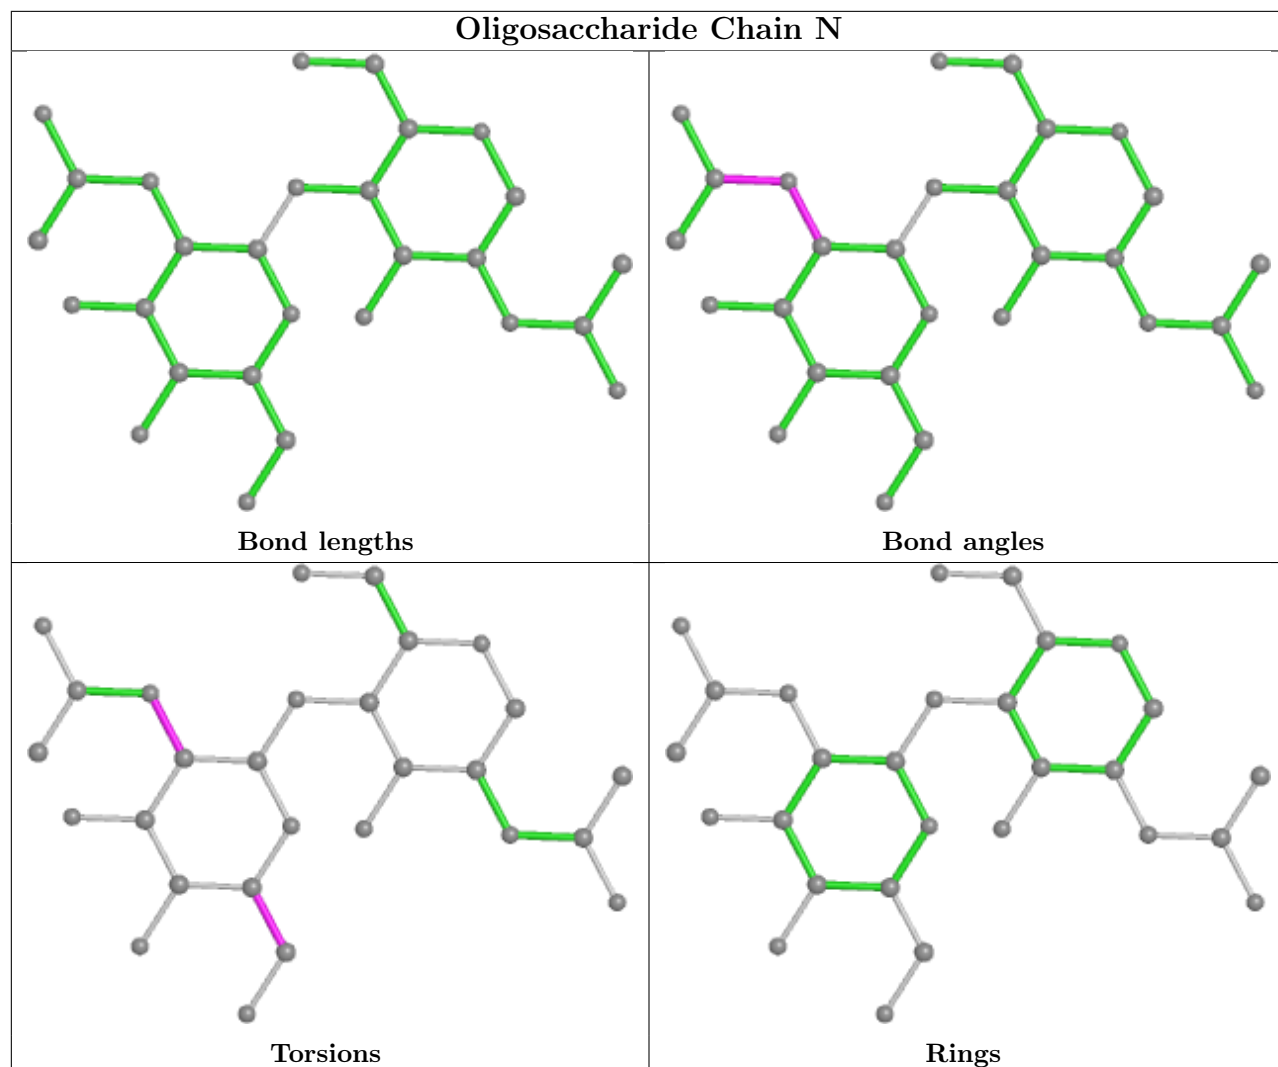 Oligosaccharide Chain N
Bond lengths
Bond angles
Torsions
Rings